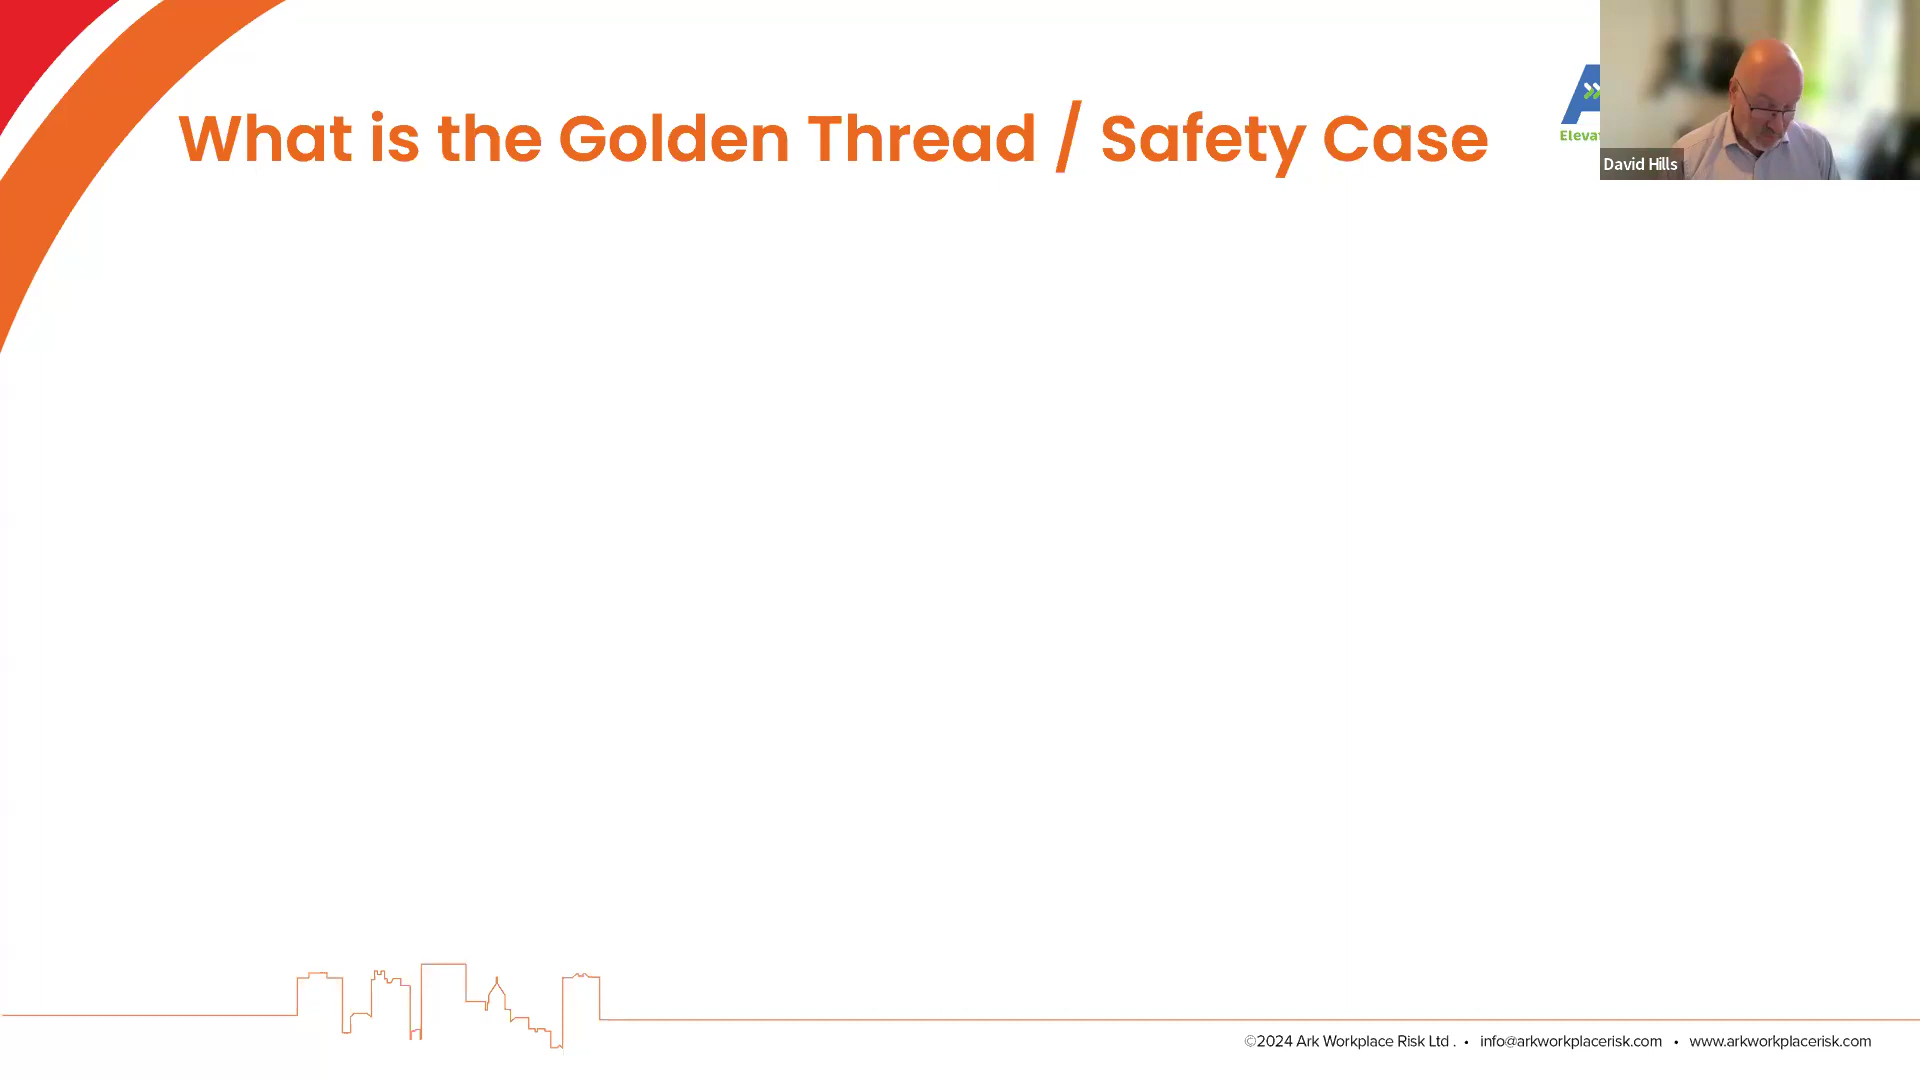 What is the Golden Thread / Safety Case
David Hills
©2024 Ark Workplace Risk Ltd . • info@arkworkplacerisk.com • www.arkworkplacerisk.com